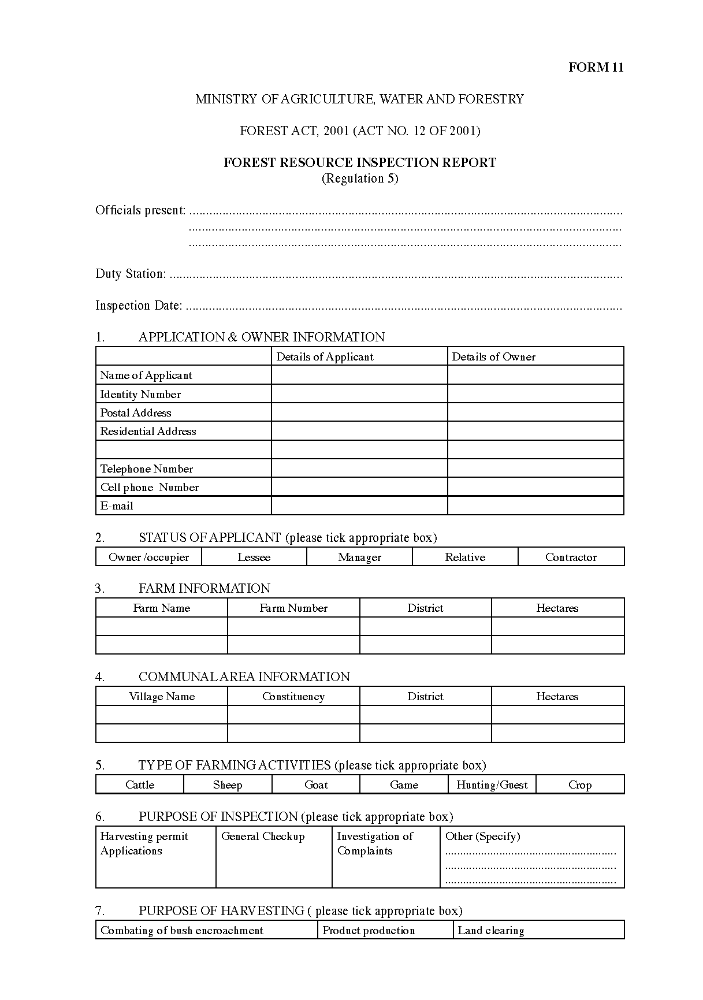 FORM 11
MINISTRY OF AGRICULTURE, WATER AND FORESTRY
FOREST ACT, 2001 (ACT NO. 12 OF 2001)
FOREST RESOURCE INSPECTION REPORT
(Regulation 5)
Officials present: ....................................................................................................................................
....................................................................................................................................
....................................................................................................................................
Duty Station: ..........................................................................................................................................
Inspection Date: .....................................................................................................................................
1. APPLICATION & OWNER INFORMATION
Details of Applicant Details of Owner
Name of Applicant
Identity Number
Postal Address
Residential Address
Telephone Number
Cell phone Number
E-mail
2. STATUS OF APPLICANT (please tick appropriate box)
Owner /occupier Lessee Manager Relative Contractor
3. FARM INFORMATION
Farm Name Farm Number District Hectares
4. COMMUNAL AREA INFORMATION
Village Name Constituency District Hectares
5. TYPE OF FARMING ACTIVITIES (please tick appropriate box)
Cattle Sheep Goat Game Hunting/Guest Crop
6. PURPOSE OF INSPECTION (please tick appropriate box)
Harvesting permit General Checkup Investigation of Other (Specify)
Applications Complaints .........................................................
.........................................................
.........................................................
7. PURPOSE OF HARVESTING ( please tick appropriate box)
Combating of bush encroachment Product production Land clearing